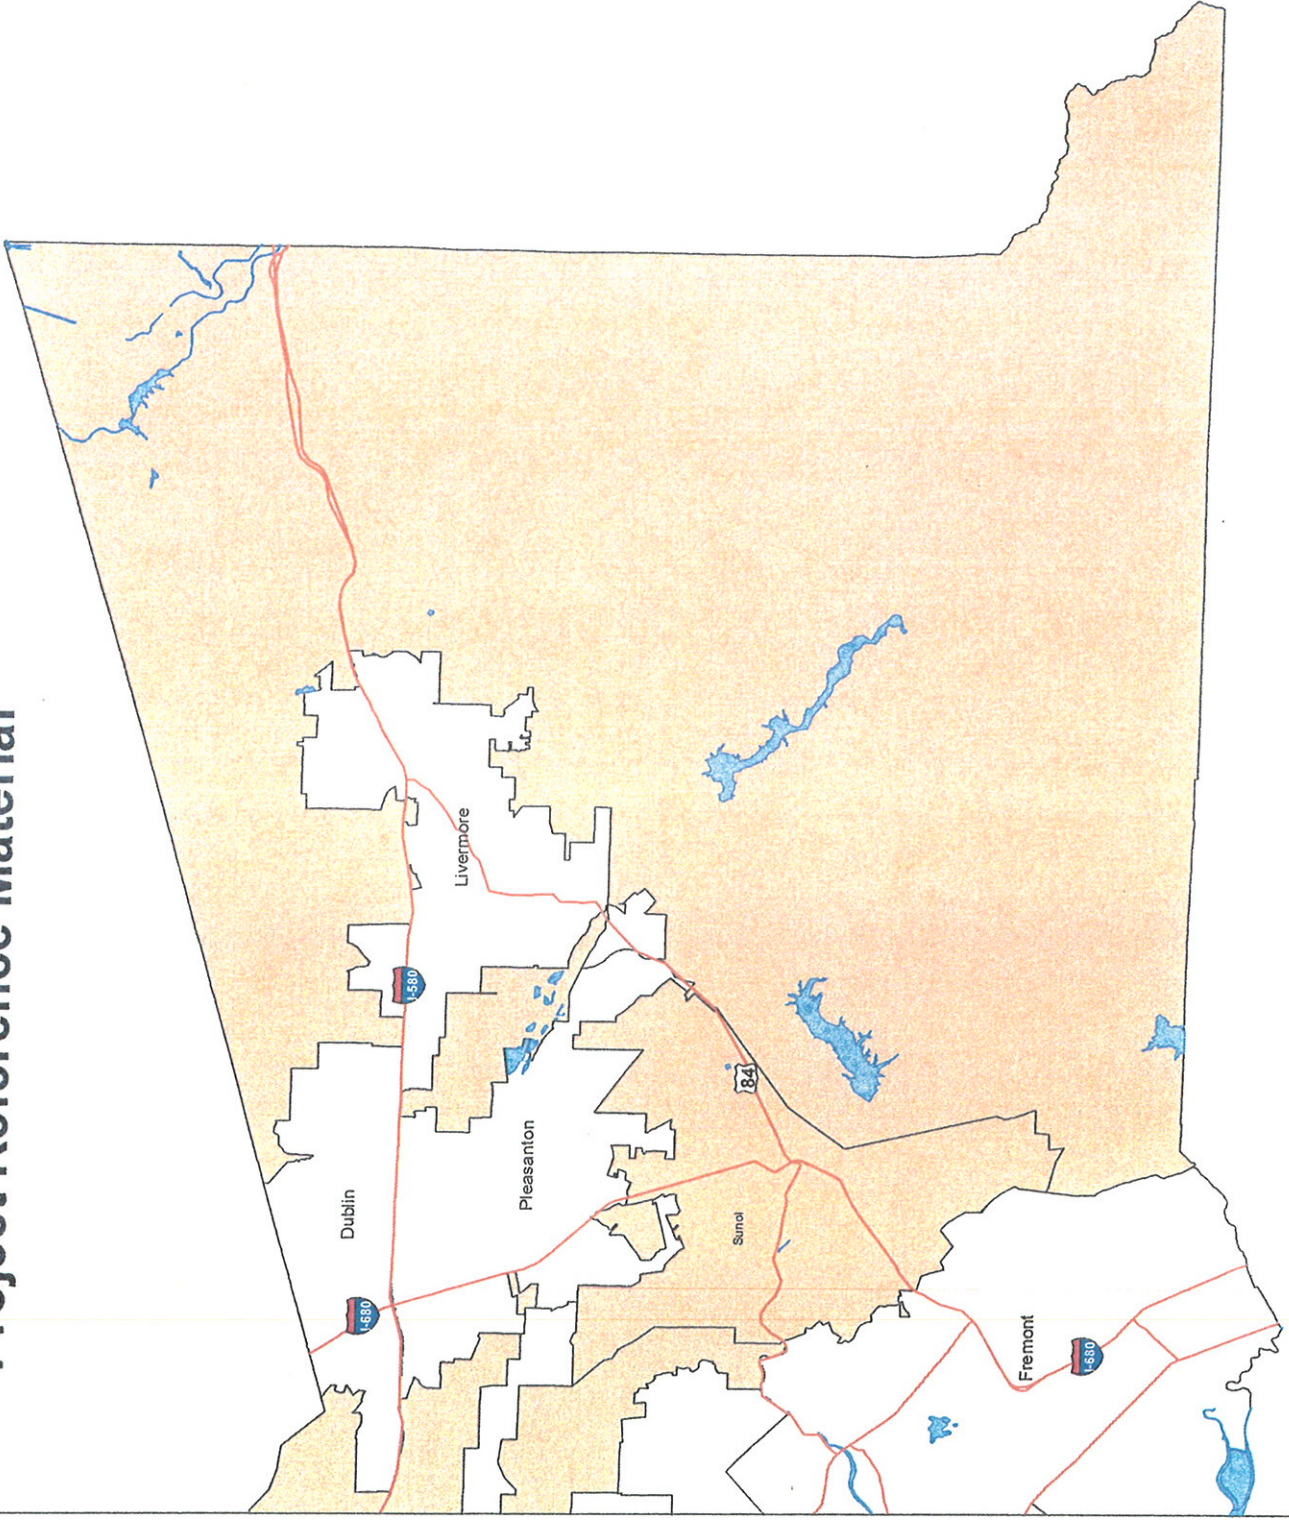 Project Reference Material
I-580
Livermore
84
Dublin
Pleasanton
Sunol
I-680
Fremont
I-680